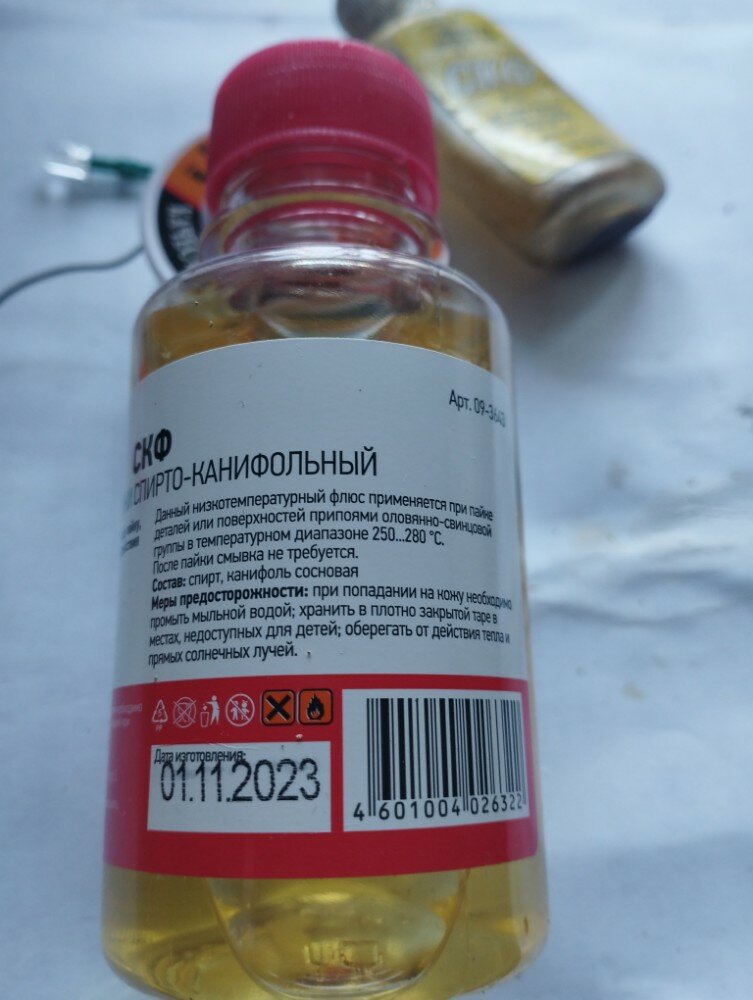 СКФ
Арт. 09-3643
СКФ
СПИРТО-КАНИФОЛЬНЫЙ
Данный низкотемпературный флюс применяется при пайке
деталей или поверхностей припоями оловянно-свинцовой
группы в температурном диапазоне 250...280 °С.
После пайки смывка не требуется.
Состав: спирт, канифоль сосновая
Меры предосторожности: при попадании на кожу необходимо
промыть мыльной водой; хранить в плотно закрытой таре в
местах, недоступных для детей; оберегать от действия тепла и
прямых солнечных лучей.
PP
Дата изготовления:
01.11.2023
4 601004 026322